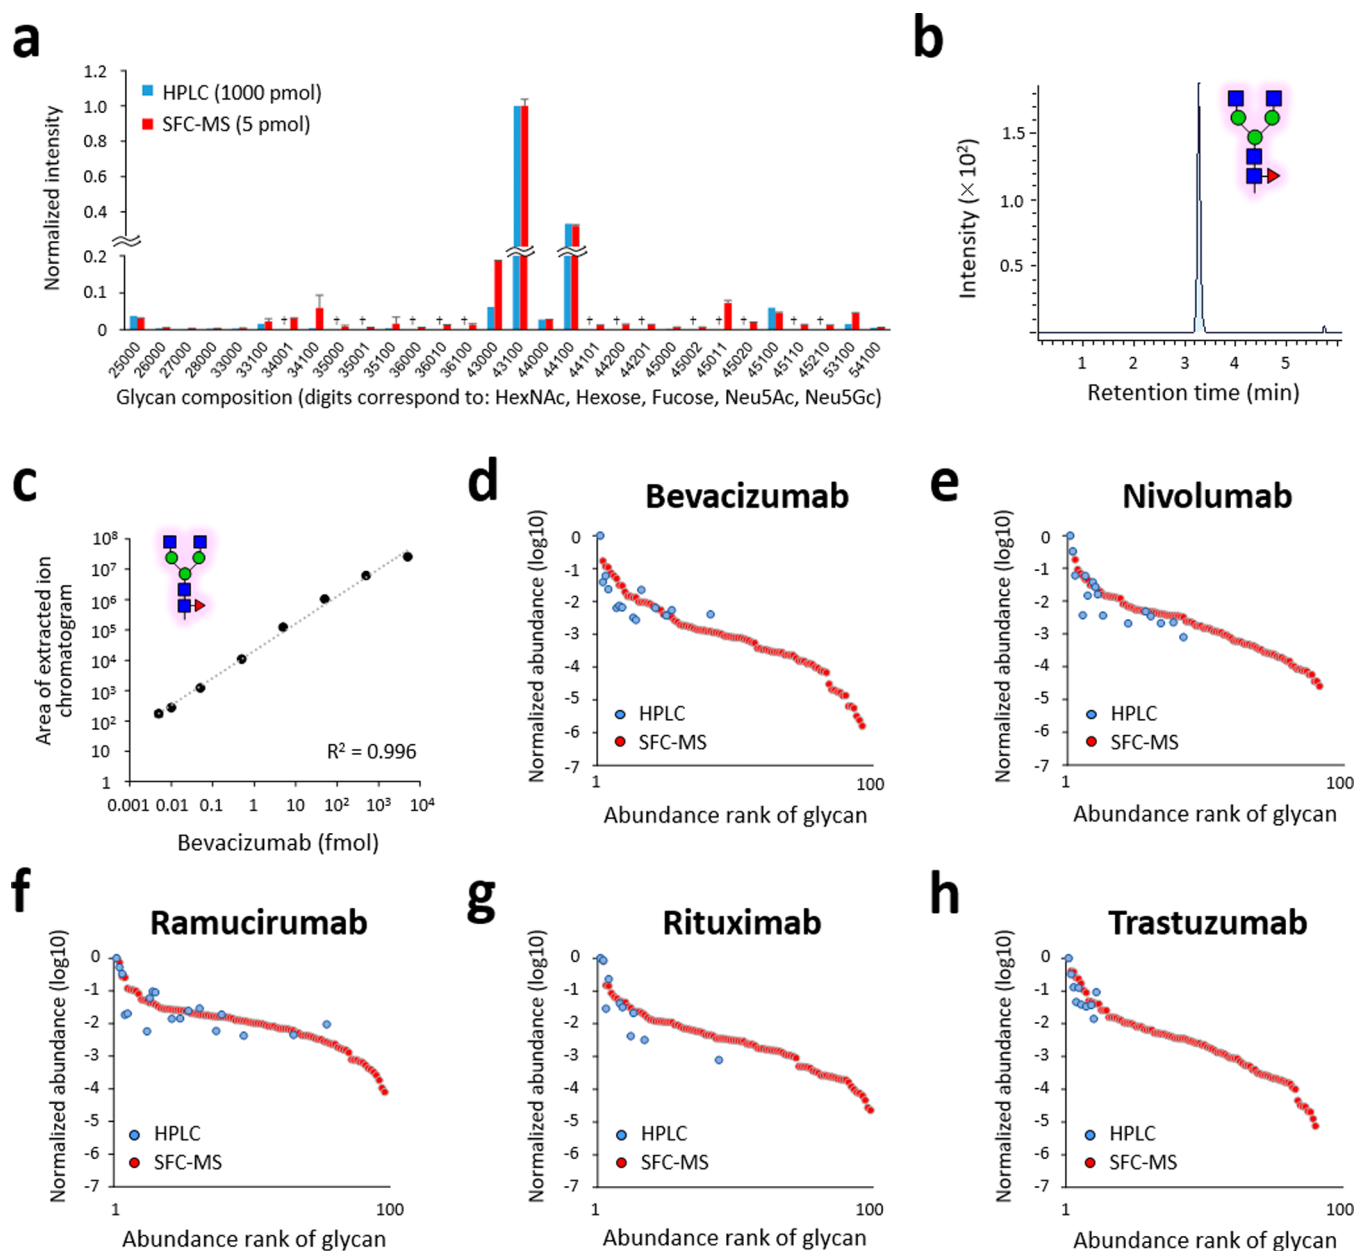 a
Normalized intensity
1.2
1.0
0.8
0.6
0.4
0.2
0.1
0
HPLC (1000 pmol)
SFC-MS (5 pmol)
† † † † † † † † † † † † † † † †
25000 26000 27000 28000 33000 33100 34001 34100 35000 35001 35100 36000 36010 36100 43000 43100 44000 44100 44101 44200 44201 45000 45002 45011 45020 45100 45110 45210 53100 54100
Glycan composition (digits correspond to: HexNAc, Hexose, Fucose, Neu5Ac, Neu5Gc)
b
Intensity (×10²)
1.5
1.0
0.5
1 2 3 4 5
Retention time (min)
c
Area of extracted ion
chromatogram
10⁸
10⁷
10⁶
10⁵
10⁴
10³
10²
10
1
R² = 0.996
0.001 0.01 0.1 1 10 10² 10³ 10⁴
Bevacizumab (fmol)
d
Bevacizumab
Normalized abundance (log10)
0
-1
-2
-3
-4
-5
-6
-7
HPLC
SFC-MS
1 100
Abundance rank of glycan
e
Nivolumab
Normalized abundance (log10)
0
-1
-2
-3
-4
-5
-6
-7
HPLC
SFC-MS
1 100
Abundance rank of glycan
f
Ramucirumab
Normalized abundance (log10)
0
-1
-2
-3
-4
-5
-6
-7
HPLC
SFC-MS
1 100
Abundance rank of glycan
g
Rituximab
Normalized abundance (log10)
0
-1
-2
-3
-4
-5
-6
-7
HPLC
SFC-MS
1 100
Abundance rank of glycan
h
Trastuzumab
Normalized abundance (log10)
0
-1
-2
-3
-4
-5
-6
-7
HPLC
SFC-MS
1 100
Abundance rank of glycan